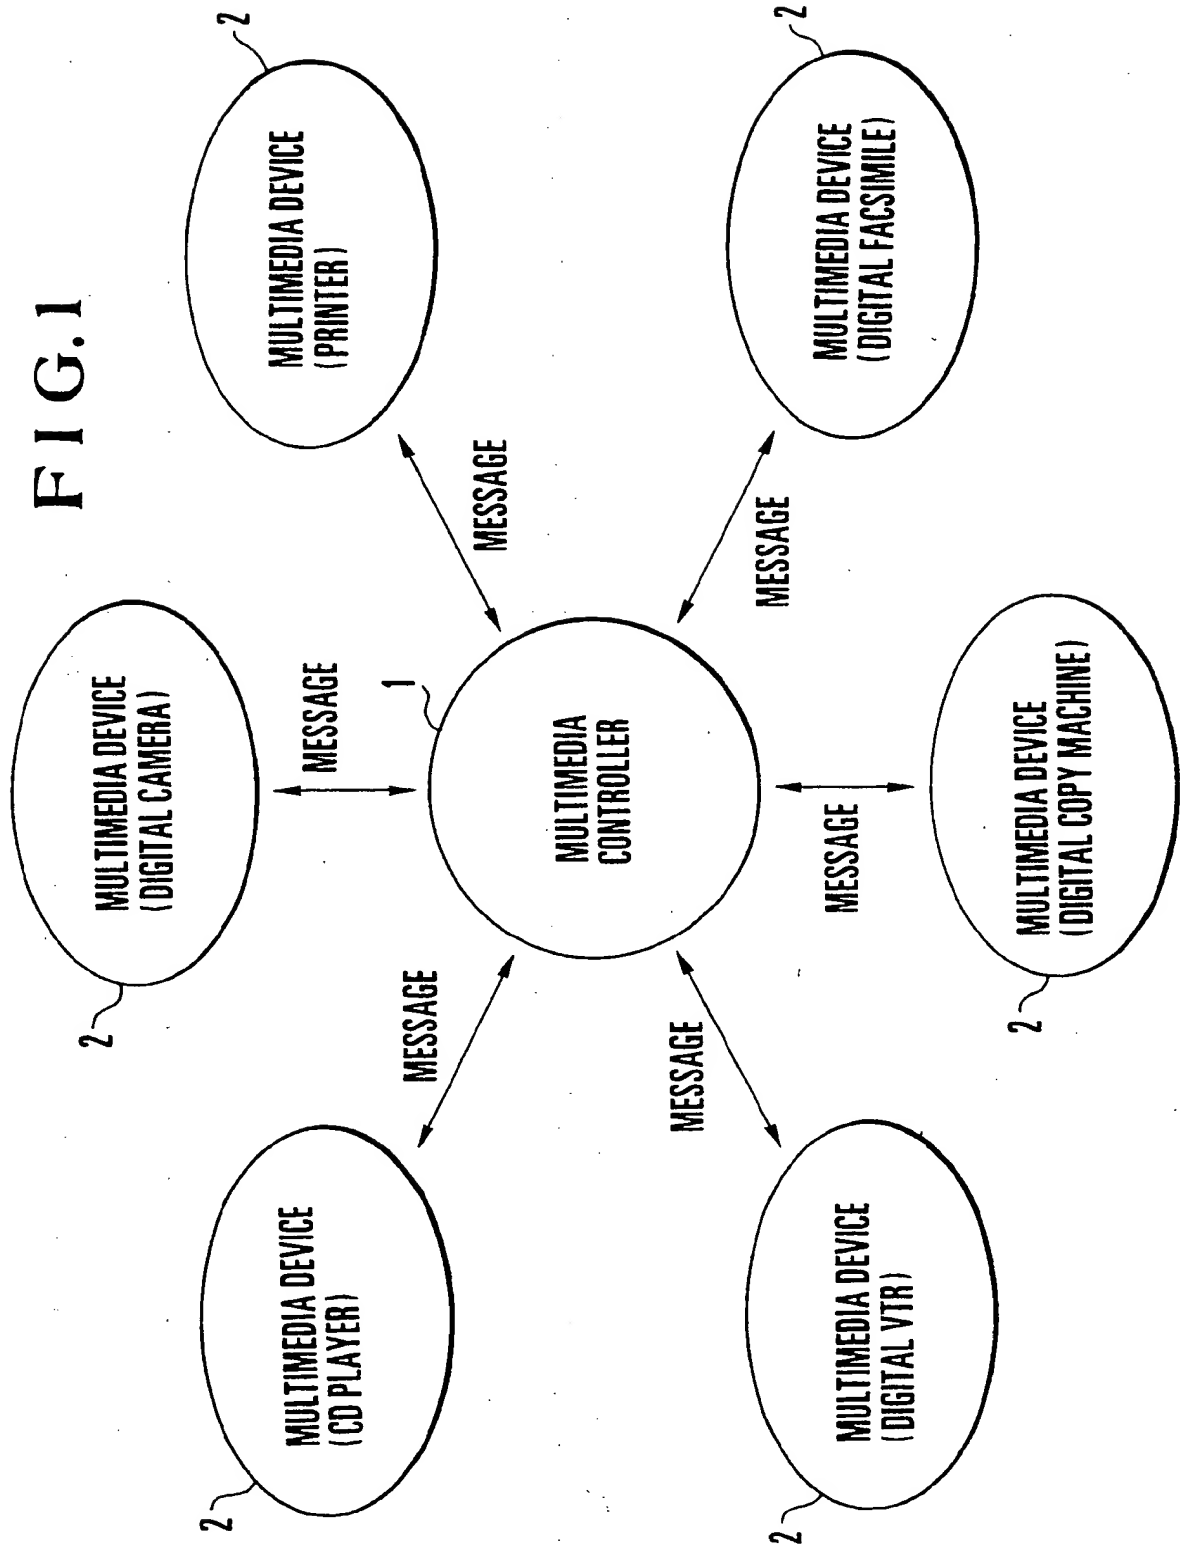 FIG.1
2
MULTIMEDIA DEVICE
(DIGITAL CAMERA)
2
MULTIMEDIA DEVICE
(CD PLAYER)
2
MULTIMEDIA DEVICE
(PRINTER)
MESSAGE
MESSAGE
MESSAGE
1
MULTIMEDIA
CONTROLLER
MESSAGE
MESSAGE
MESSAGE
2
MULTIMEDIA DEVICE
(DIGITAL VTR)
2
MULTIMEDIA DEVICE
(DIGITAL FACSIMILE)
2
MULTIMEDIA DEVICE
(DIGITAL COPY MACHINE)